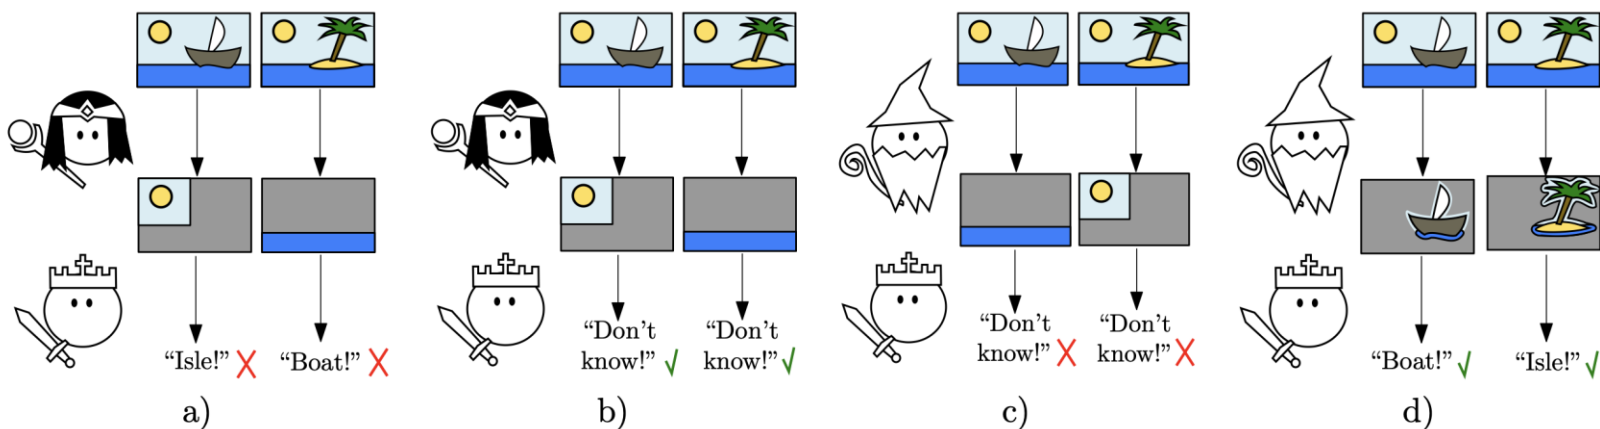 "Isle!"
"Boat!"
a)
"Don't
know!"
"Don't
know!"
b)
"Don't
know!"
"Don't
know!"
c)
"Boat!"
"Isle!"
d)